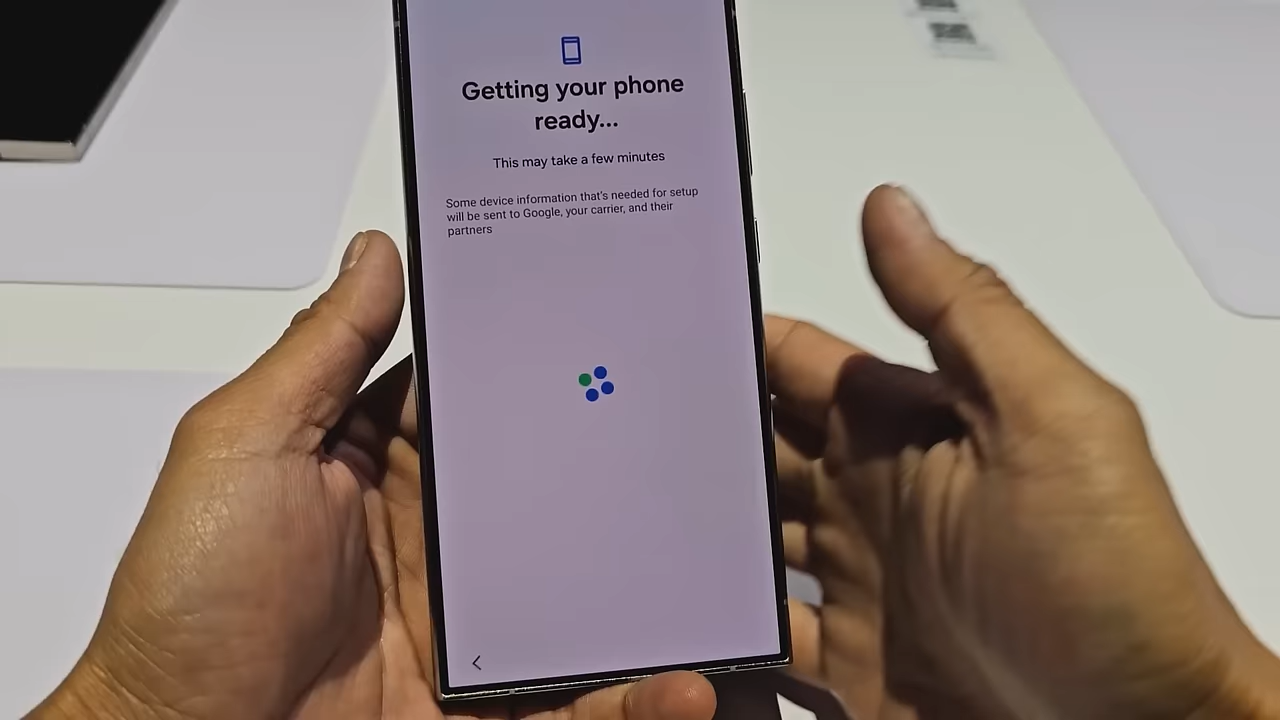 Getting your phone
ready...
This may take a few minutes
Some device information that's needed for setup
will be sent to Google, your carrier, and their
partners